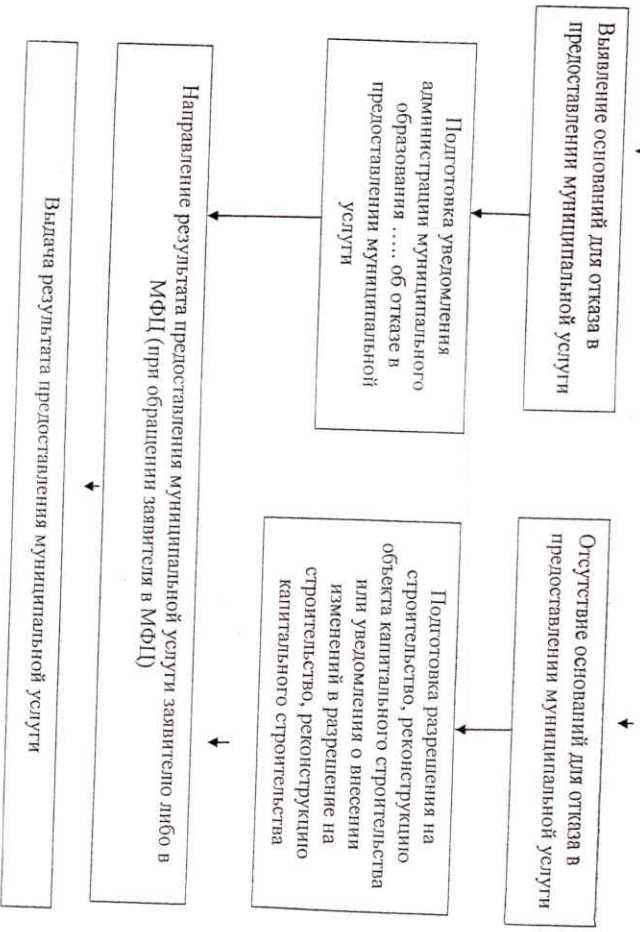 Выявление оснований для отказа в
предоставлении муниципальной услуги
Отсутствие оснований для отказа в
предоставлении муниципальной услуги
Подготовка уведомления
администрации муниципального
образования ….. об отказе в
предоставлении муниципальной
услуги
Подготовка разрешения на
строительство, реконструкцию
объекта капитального строительства
или уведомления о внесении
изменений в разрешение на
строительство, реконструкцию
капитального строительства
Направление результата предоставления муниципальной услуги заявителю либо в
МФЦ (при обращении заявителя в МФЦ)
Выдача результата предоставления муниципальной услуги